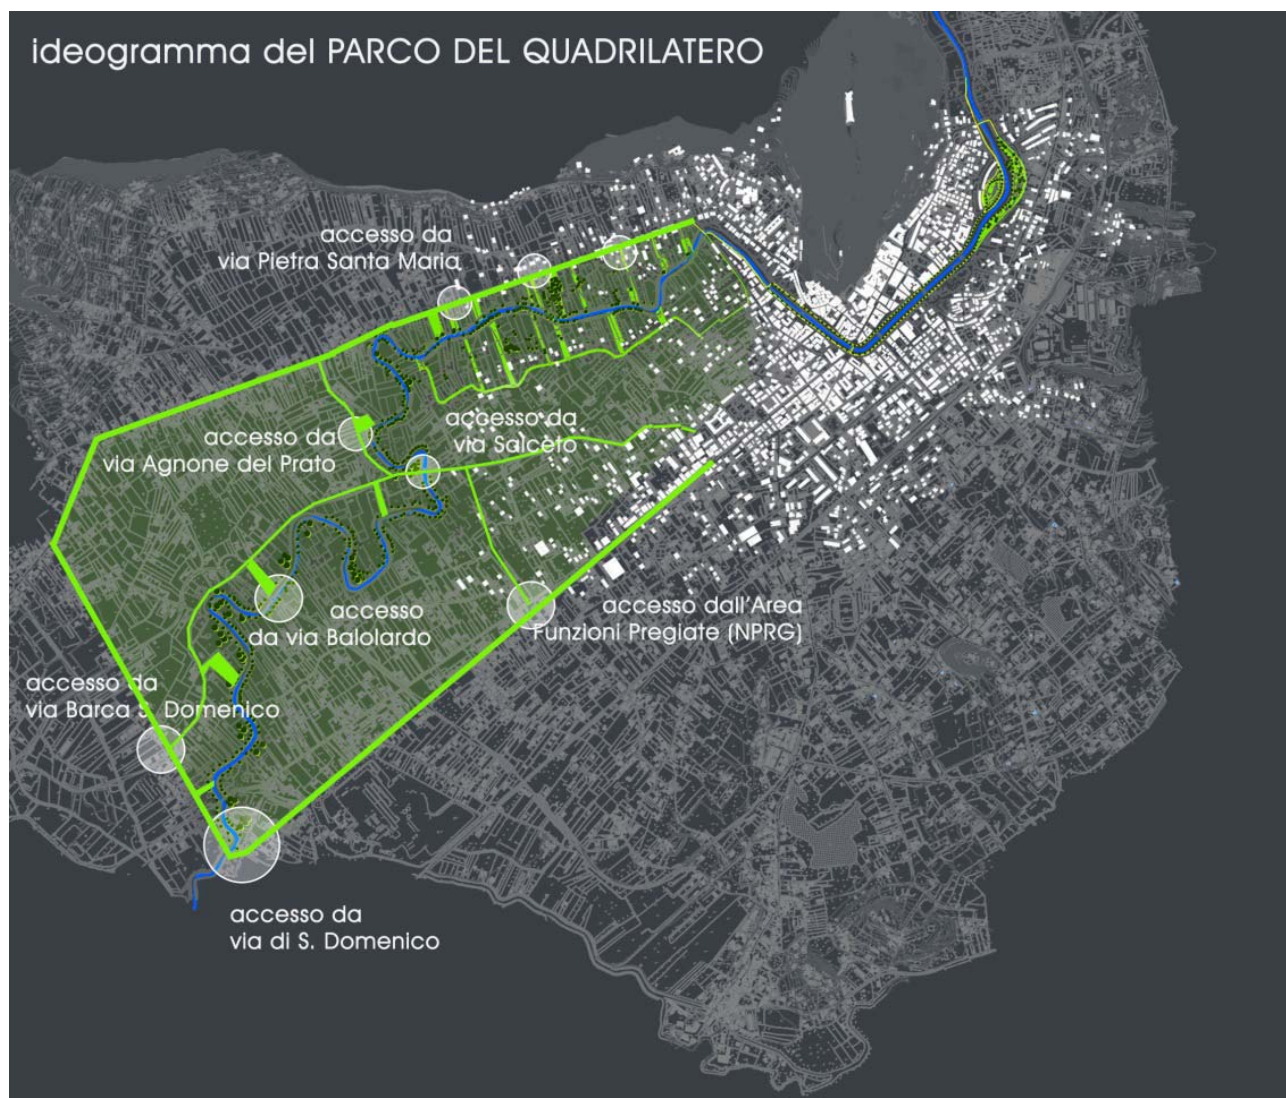 ideogramma del PARCO DEL QUADRILATERO
accesso da
via Pietra Santa Maria
accesso da
via Salceto
accesso da
via Agnone del Prato
accesso
da via Balolardo
accesso dall'Area
Funzioni Pregiate (NPRG)
accesso da
via Barca S. Domenico
accesso da
via di S. Domenico